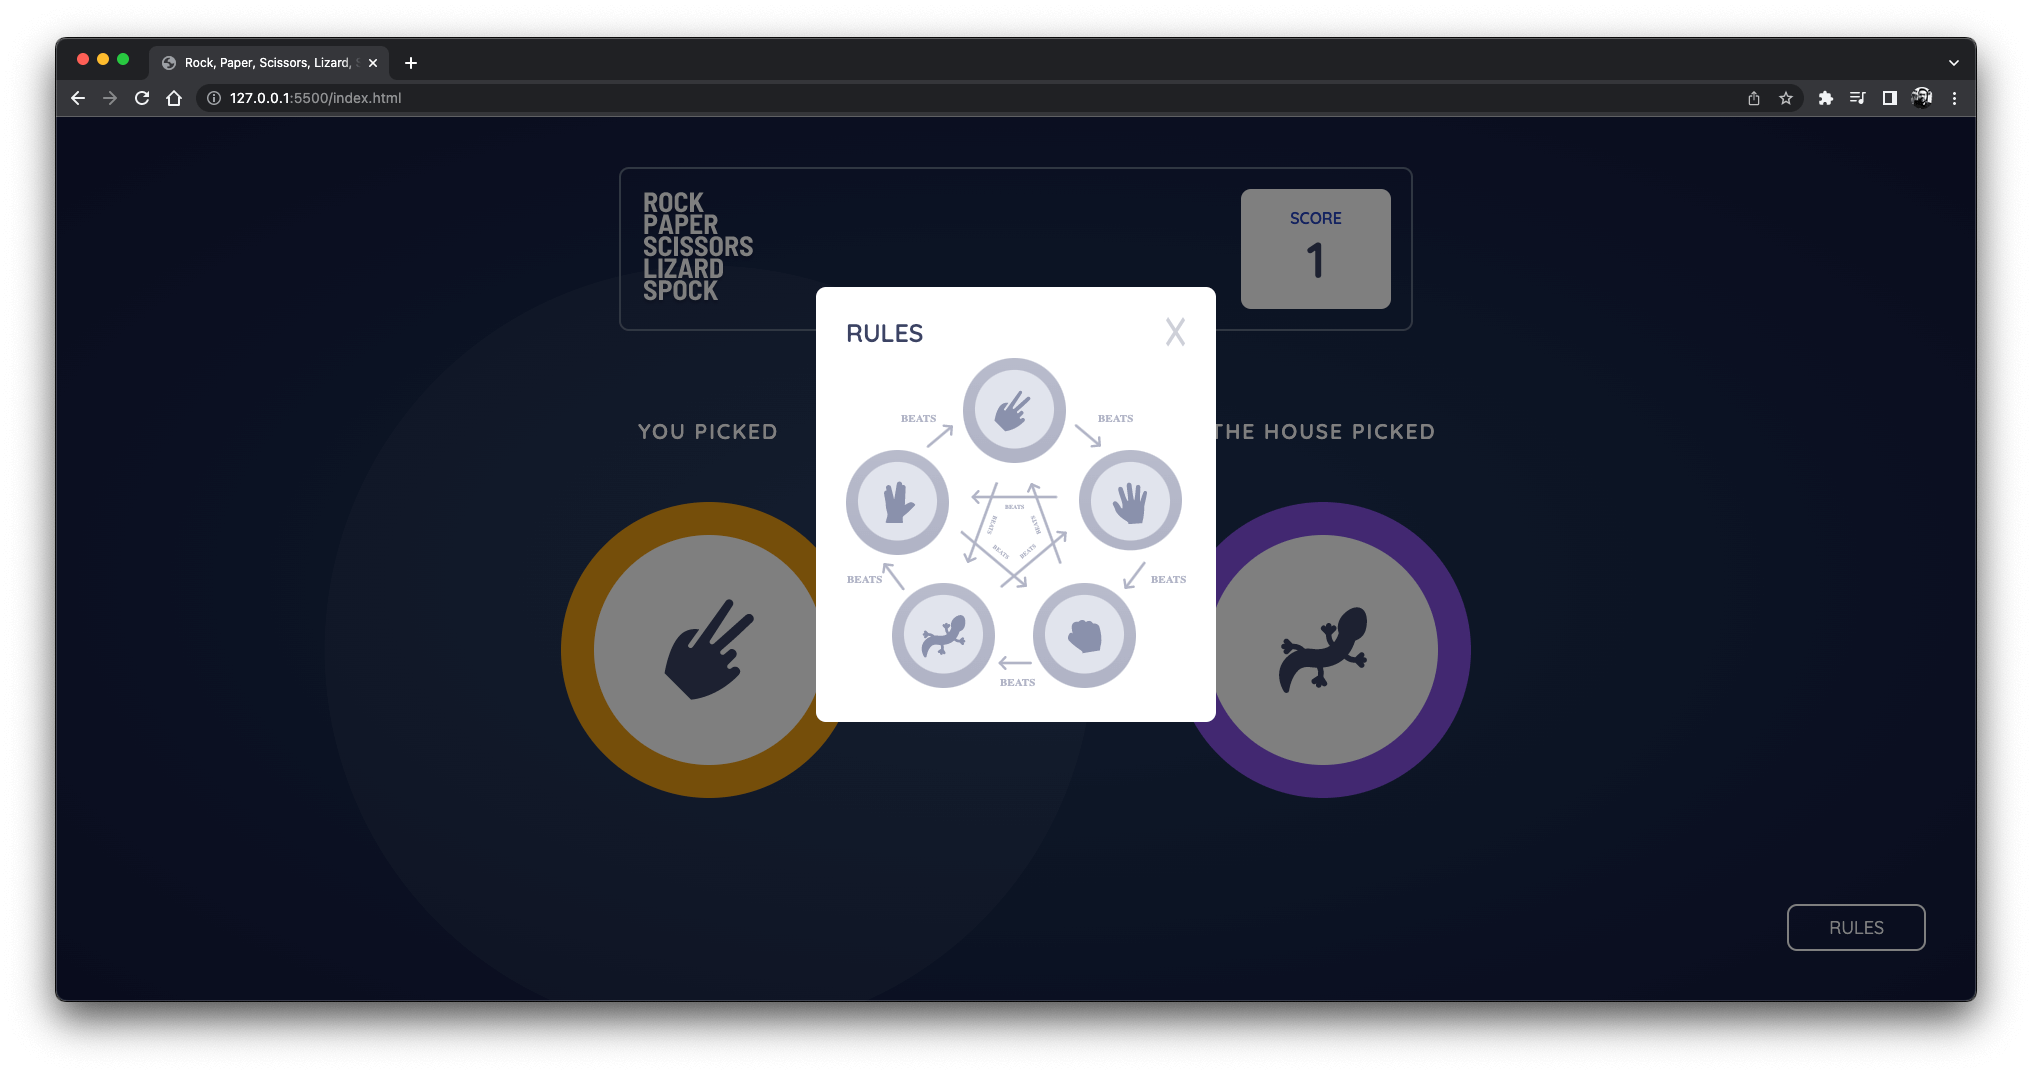 Rock, Paper, Scissors, Lizard,
127.0.0.1:5500/index.html
ROCK
PAPER
SCISSORS
LIZARD
SPOCK
SCORE
1
RULES
X
BEATS
BEATS
YOU PICKED
THE HOUSE PICKED
BEATS
BEATS
BEATS
BEATS
BEATS
BEATS
BEATS
BEATS
RULES